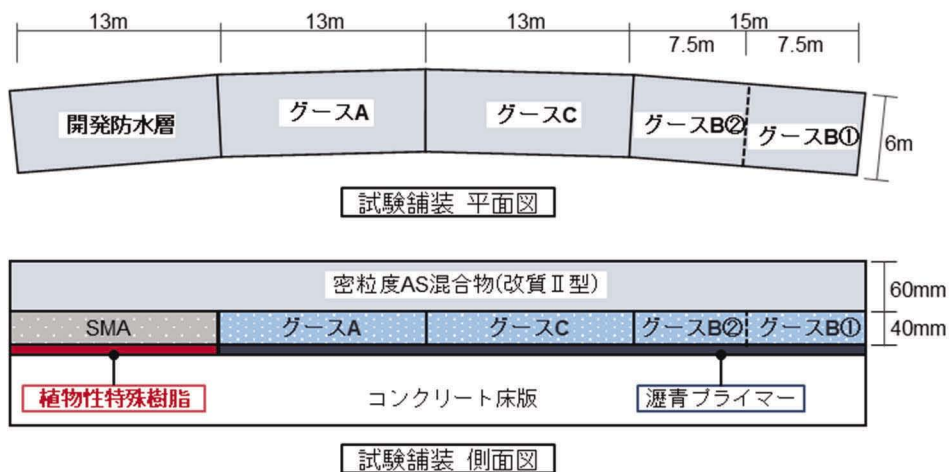 13m 13m 13m 15m
7.5m 7.5m
開発防水層 グースA グースC グースB② グースB①
6m
試験舗装 平面図
密粒度AS混合物(改質Ⅱ型)
60mm
SMA グースA グースC グースB② グースB①
40mm
植物性特殊樹脂 コンクリート床版 瀝青プライマー
試験舗装 側面図